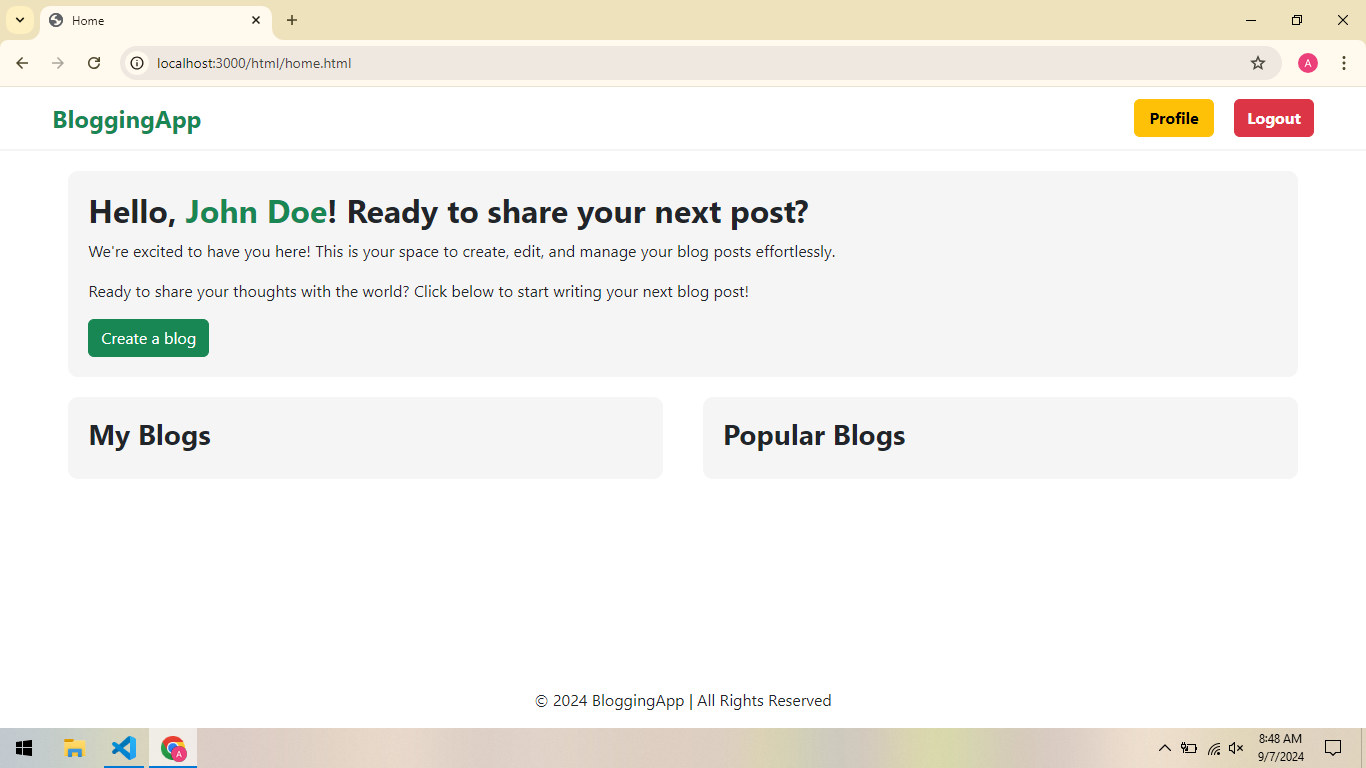 Home
localhost:3000/html/home.html
A
BloggingApp
Profile
Logout
Hello, John Doe! Ready to share your next post?
We're excited to have you here! This is your space to create, edit, and manage your blog posts effortlessly.
Ready to share your thoughts with the world? Click below to start writing your next blog post!
Create a blog
My Blogs
Popular Blogs
© 2024 BloggingApp | All Rights Reserved
A
8:48 AM
9/7/2024